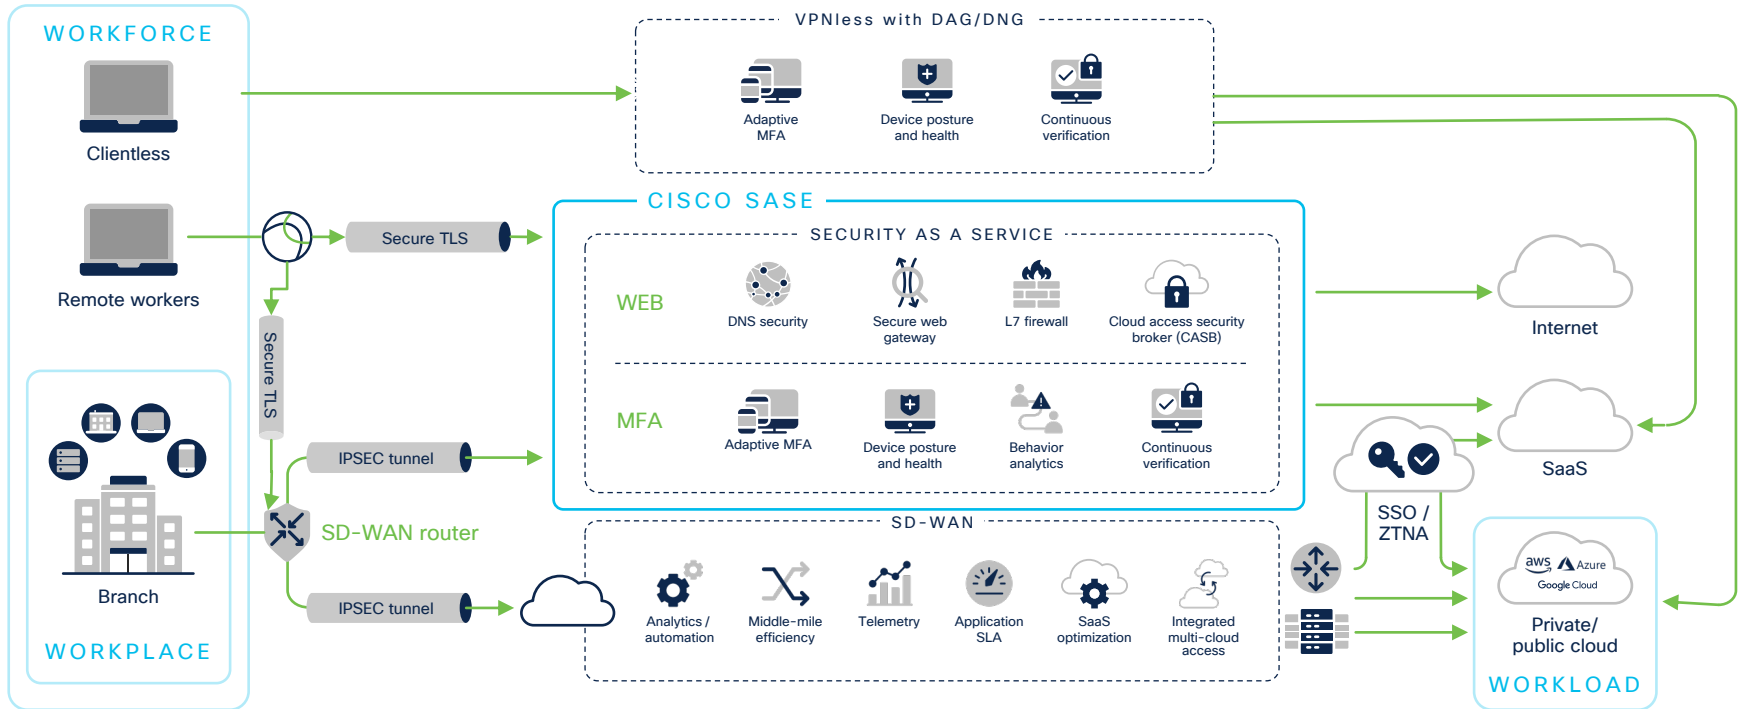 WORKFORCE
Clientless
Remote workers
Branch
WORKPLACE
VPNless with DAG/DNG
Adaptive
MFA
Device posture
and health
Continuous
verification
Secure TLS
Secure TLS
IPSEC tunnel
SD-WAN router
IPSEC tunnel
CISCO SASE
SECURITY AS A SERVICE
WEB
DNS security
Secure web
gateway
L7 firewall
Cloud access security
broker (CASB)
MFA
Adaptive MFA
Device posture
and health
Behavior
analytics
Continuous
verification
SD-WAN
Analytics /
automation
Middle-mile
efficiency
Telemetry
Application
SLA
SaaS
optimization
Integrated
multi-cloud
access
Internet
SaaS
SSO /
ZTNA
aws
Azure
Google Cloud
Private/
public cloud
WORKLOAD